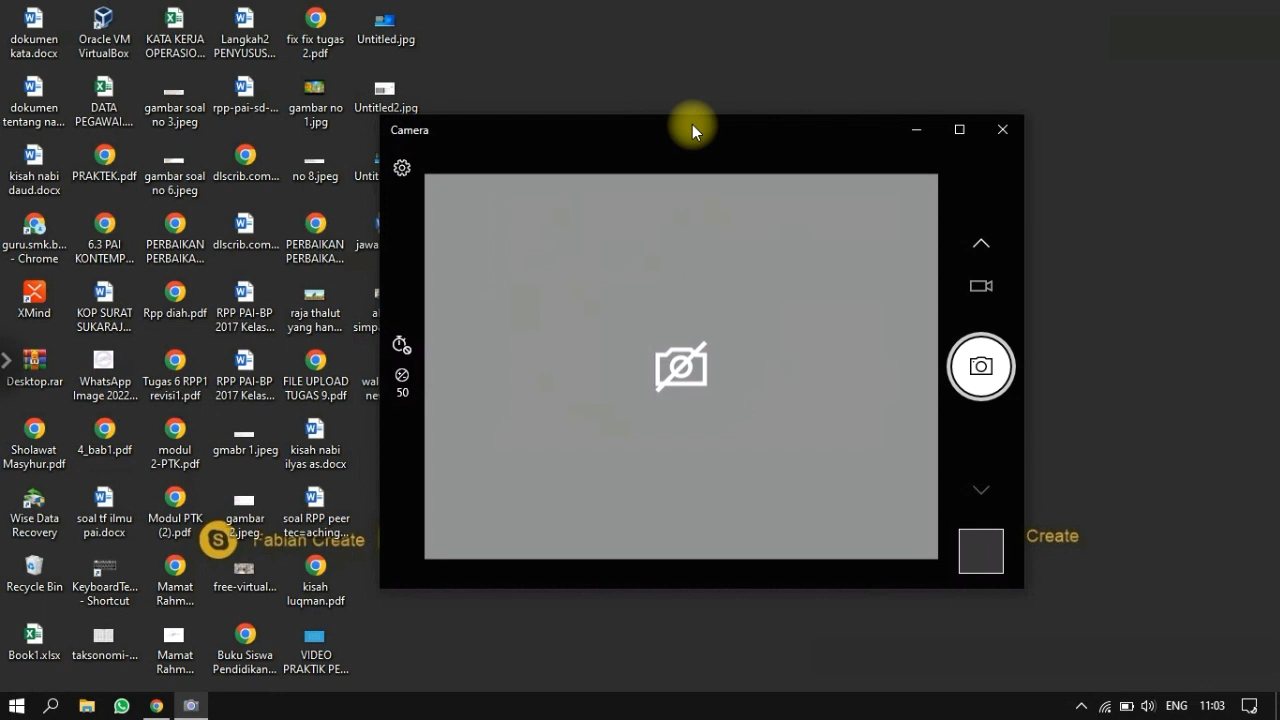 dokumen
kata.docx
Oracle VM
VirtualBox
KATA KERJA
OPERASIO...
Langkah2
PENYUSUS...
fix fix tugas
2.pdf
Untitled.jpg
dokumen
tentang na...
DATA
PEGAWAI....
gambar soal
no 3.jpeg
rpp-pai-sd-...
gambar no
1.jpg
Untitled2.jpg
Camera
kisah nabi
daud.docx
PRAKTEK.pdf
gambar soal
no 6.jpeg
dlscrib.com...
no 8.jpeg
guru.smk.b...
- Chrome
6.3 PAI
KONTEMP...
PERBAIKAN
PERBAIKA...
dlscrib.com...
PERBAIKAN
PERBAIKA...
XMind
KOP SURAT
SUKARAJ...
Rpp diah.pdf
RPP PAI-BP
2017 Kelas...
raja thalut
yang han...
Desktop.rar
WhatsApp
Image 2022...
Tugas 6 RPP1
revisi1.pdf
RPP PAI-BP
2017 Kelas...
FILE UPLOAD
TUGAS 9.pdf
50
Sholawat
Masyhur.pdf
4_bab1.pdf
modul
2-PTK.pdf
gmabr 1.jpeg
kisah nabi
ilyas as.docx
Wise Data
Recovery
soal tf ilmu
pai.docx
Modul PTK
(2).pdf
gambar
2.jpeg
soal RPP peer
tec=aching...
S Fabian Create
Create
Recycle Bin
KeyboardTe...
- Shortcut
Mamat
Rahm...
free-virtual...
kisah
luqman.pdf
Book1.xlsx
taksonomi-...
Mamat
Rahm...
Buku Siswa
Pendidikan...
VIDEO
PRAKTIK PE...
ENG
11:03